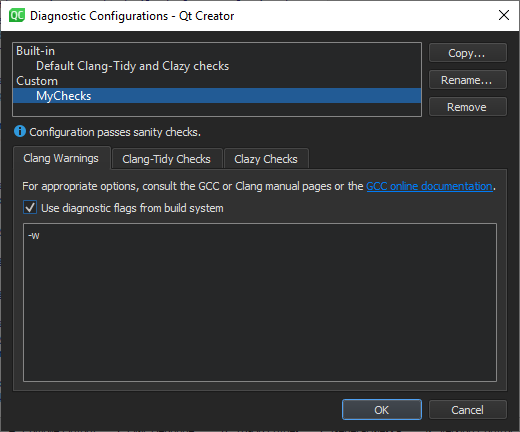 QC Diagnostic Configurations - Qt Creator
Built-in
Default Clang-Tidy and Clazy checks
Custom
MyChecks
Copy...
Rename...
Remove
Configuration passes sanity checks.
Clang Warnings Clang-Tidy Checks Clazy Checks
For appropriate options, consult the GCC or Clang manual pages or the GCC online documentation.
Use diagnostic flags from build system
-w
OK Cancel